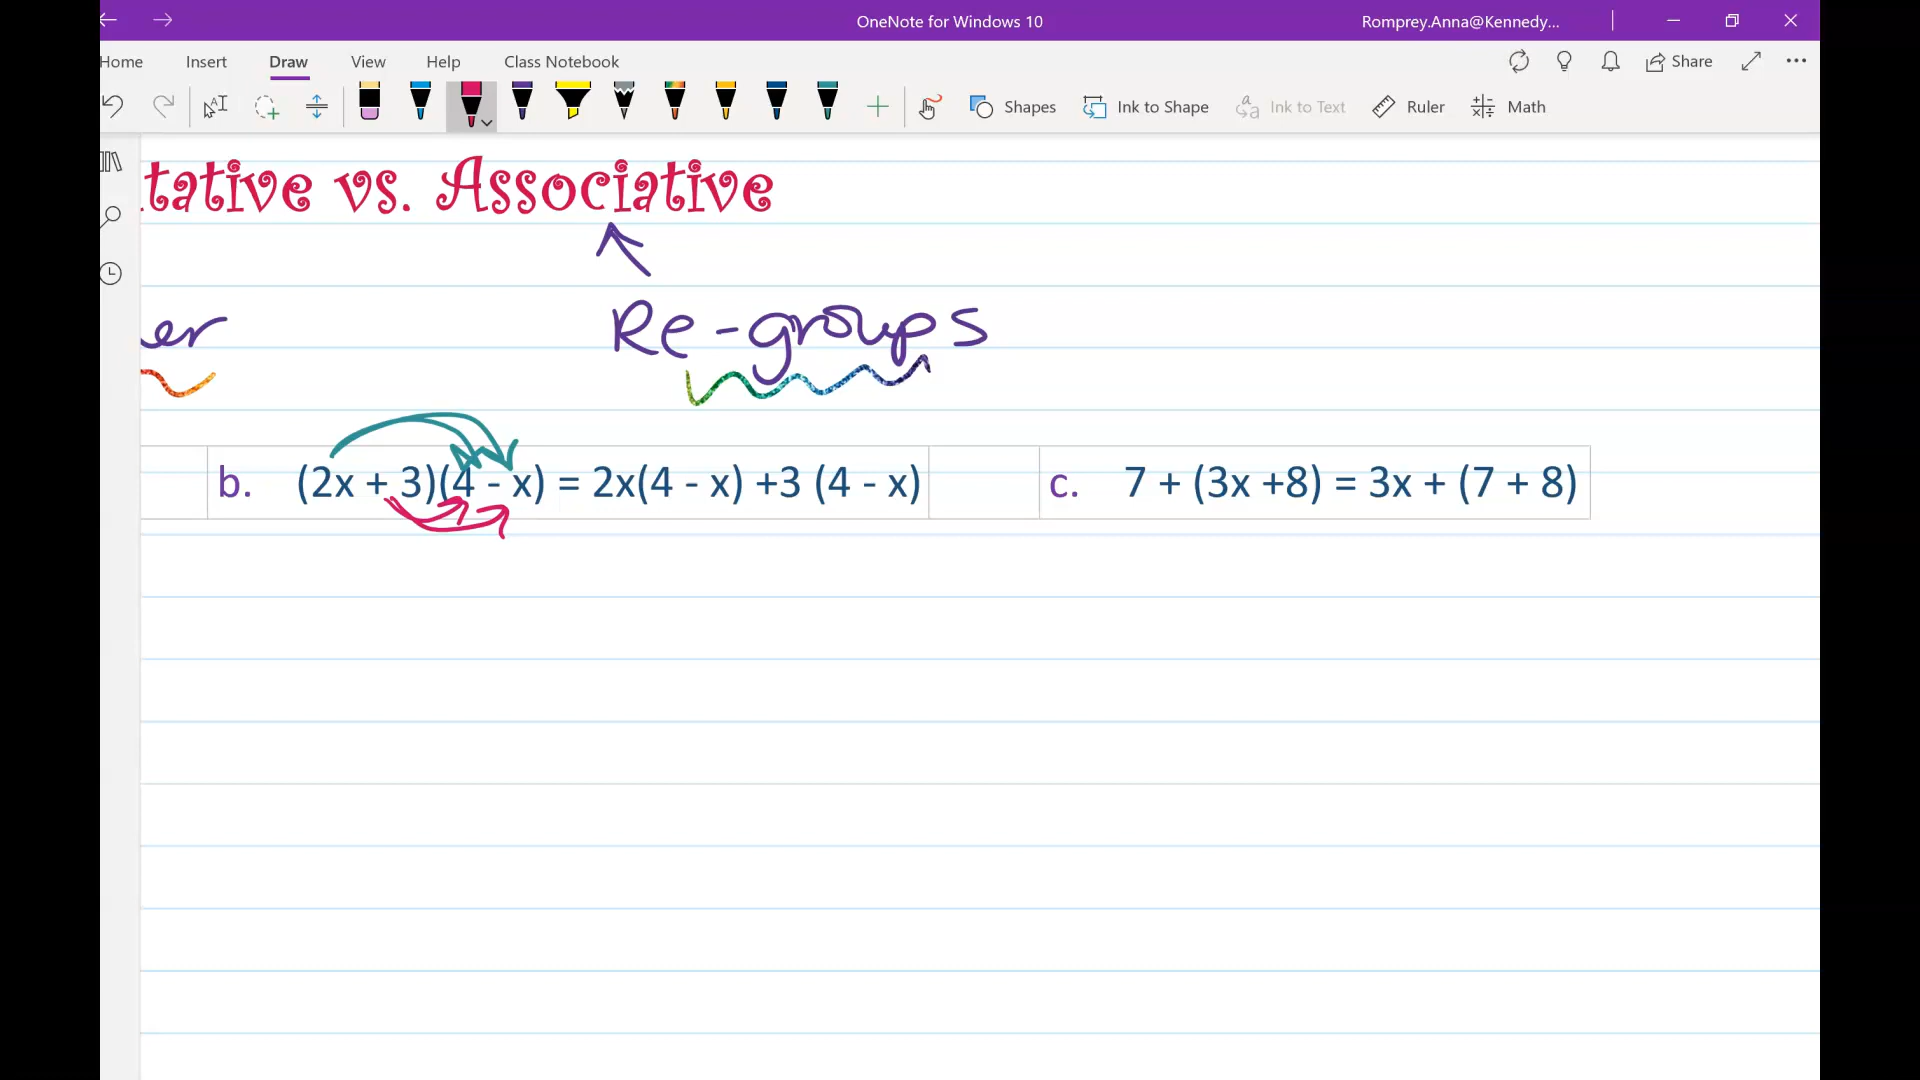 OneNote for Windows 10 Romprey.Anna@Kennedy...
Home Insert Draw View Help Class Notebook Share
Shapes Ink to Shape Ink to Text Ruler Math
tative vs. Associative
er Re-groups
b. (2x + 3)(4 - x) = 2x(4 - x) +3 (4 - x) c. 7 + (3x +8) = 3x + (7 + 8)